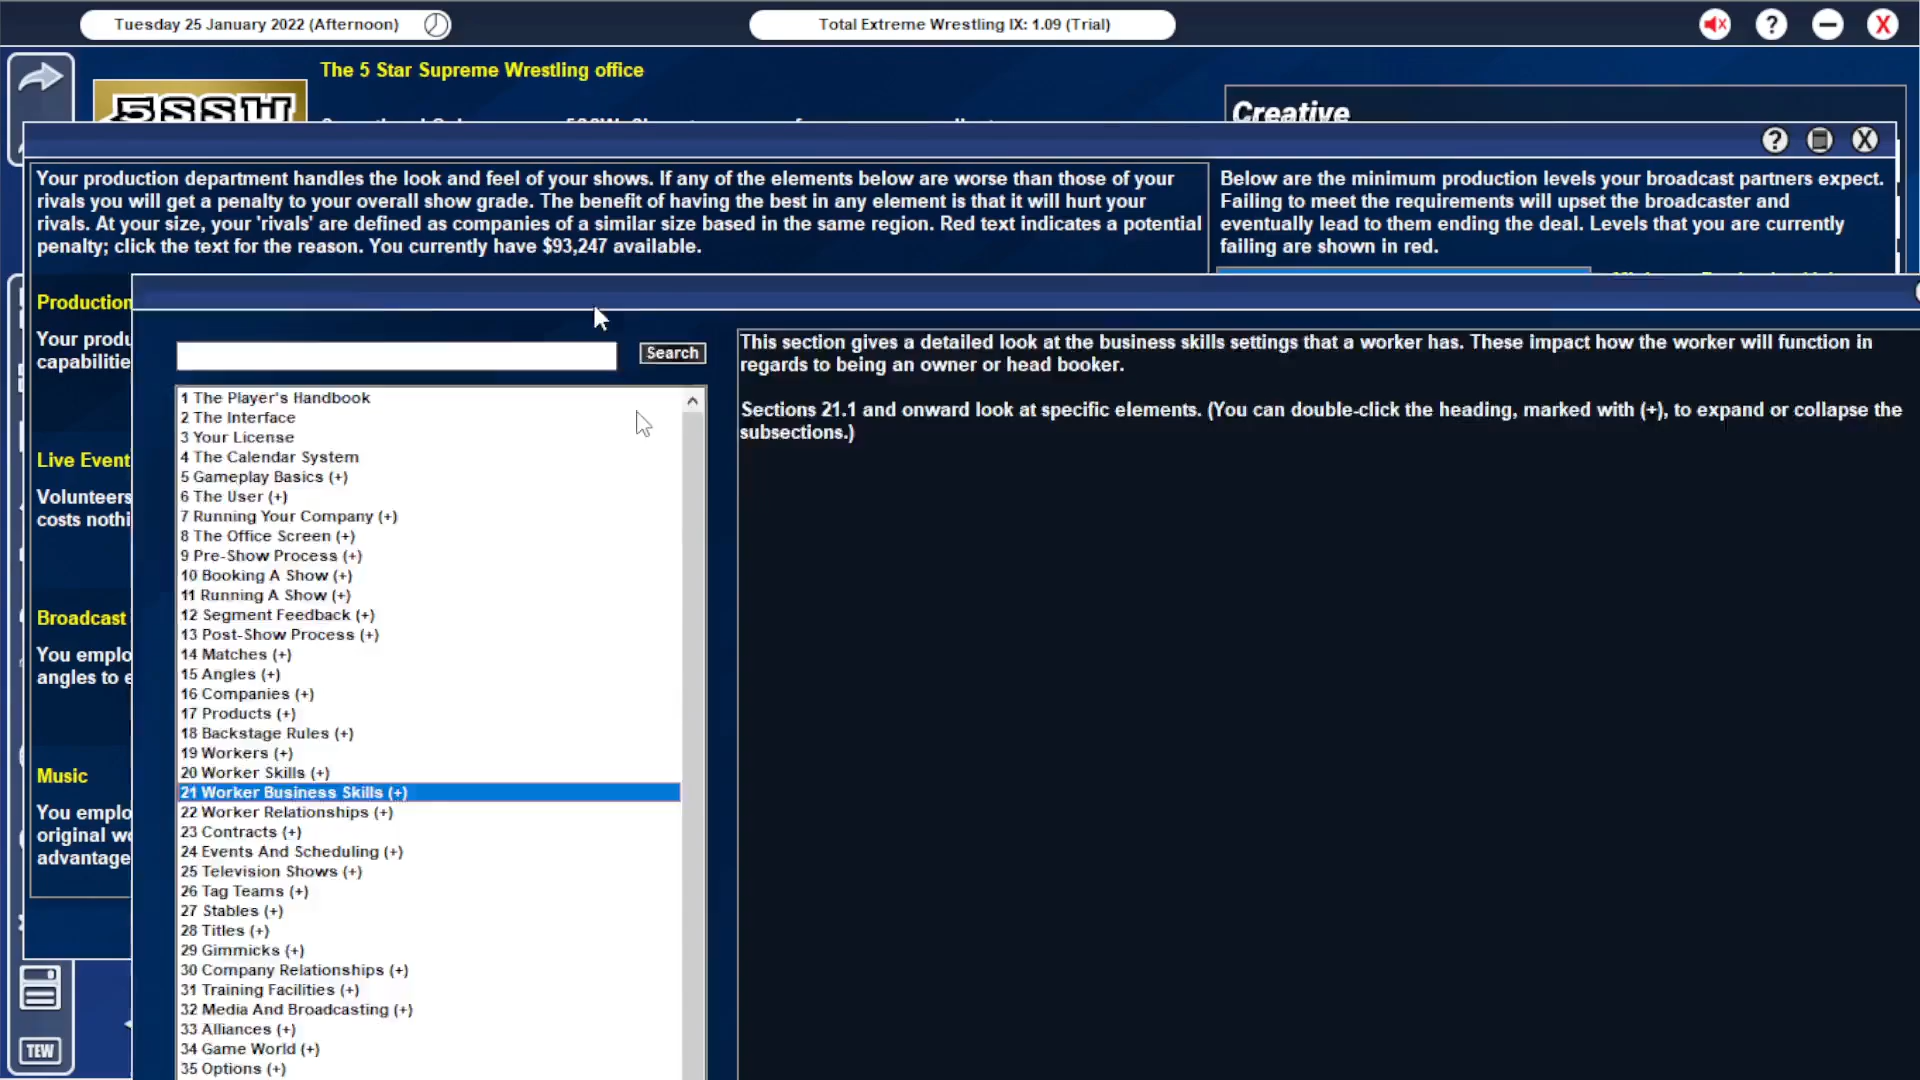 Tuesday 25 January 2022 (Afternoon)
Total Extreme Wrestling IX: 1.09 (Trial)
The 5 Star Supreme Wrestling office
5SSW
Creative
Your production department handles the look and feel of your shows. If any of the elements below are worse than those of your
rivals you will get a penalty to your overall show grade. The benefit of having the best in any element is that it will hurt your
rivals. At your size, your 'rivals' are defined as companies of a similar size based in the same region. Red text indicates a potential
penalty; click the text for the reason. You currently have $93,247 available.
Below are the minimum production levels your broadcast partners expect.
Failing to meet the requirements will upset the broadcaster and
eventually lead to them ending the deal. Levels that you are currently
failing are shown in red.
Production
Your produ
capabilitie
Live Event
Volunteers
costs nothi
Broadcast
You emplo
angles to e
Music
You emplo
original wo
advantage
TEW
Search
1 The Player's Handbook
2 The Interface
3 Your License
4 The Calendar System
5 Gameplay Basics (+)
6 The User (+)
7 Running Your Company (+)
8 The Office Screen (+)
9 Pre-Show Process (+)
10 Booking A Show (+)
11 Running A Show (+)
12 Segment Feedback (+)
13 Post-Show Process (+)
14 Matches (+)
15 Angles (+)
16 Companies (+)
17 Products (+)
18 Backstage Rules (+)
19 Workers (+)
20 Worker Skills (+)
21 Worker Business Skills (+)
22 Worker Relationships (+)
23 Contracts (+)
24 Events And Scheduling (+)
25 Television Shows (+)
26 Tag Teams (+)
27 Stables (+)
28 Titles (+)
29 Gimmicks (+)
30 Company Relationships (+)
31 Training Facilities (+)
32 Media And Broadcasting (+)
33 Alliances (+)
34 Game World (+)
35 Options (+)
This section gives a detailed look at the business skills settings that a worker has. These impact how the worker will function in
regards to being an owner or head booker.
Sections 21.1 and onward look at specific elements. (You can double-click the heading, marked with (+), to expand or collapse the
subsections.)